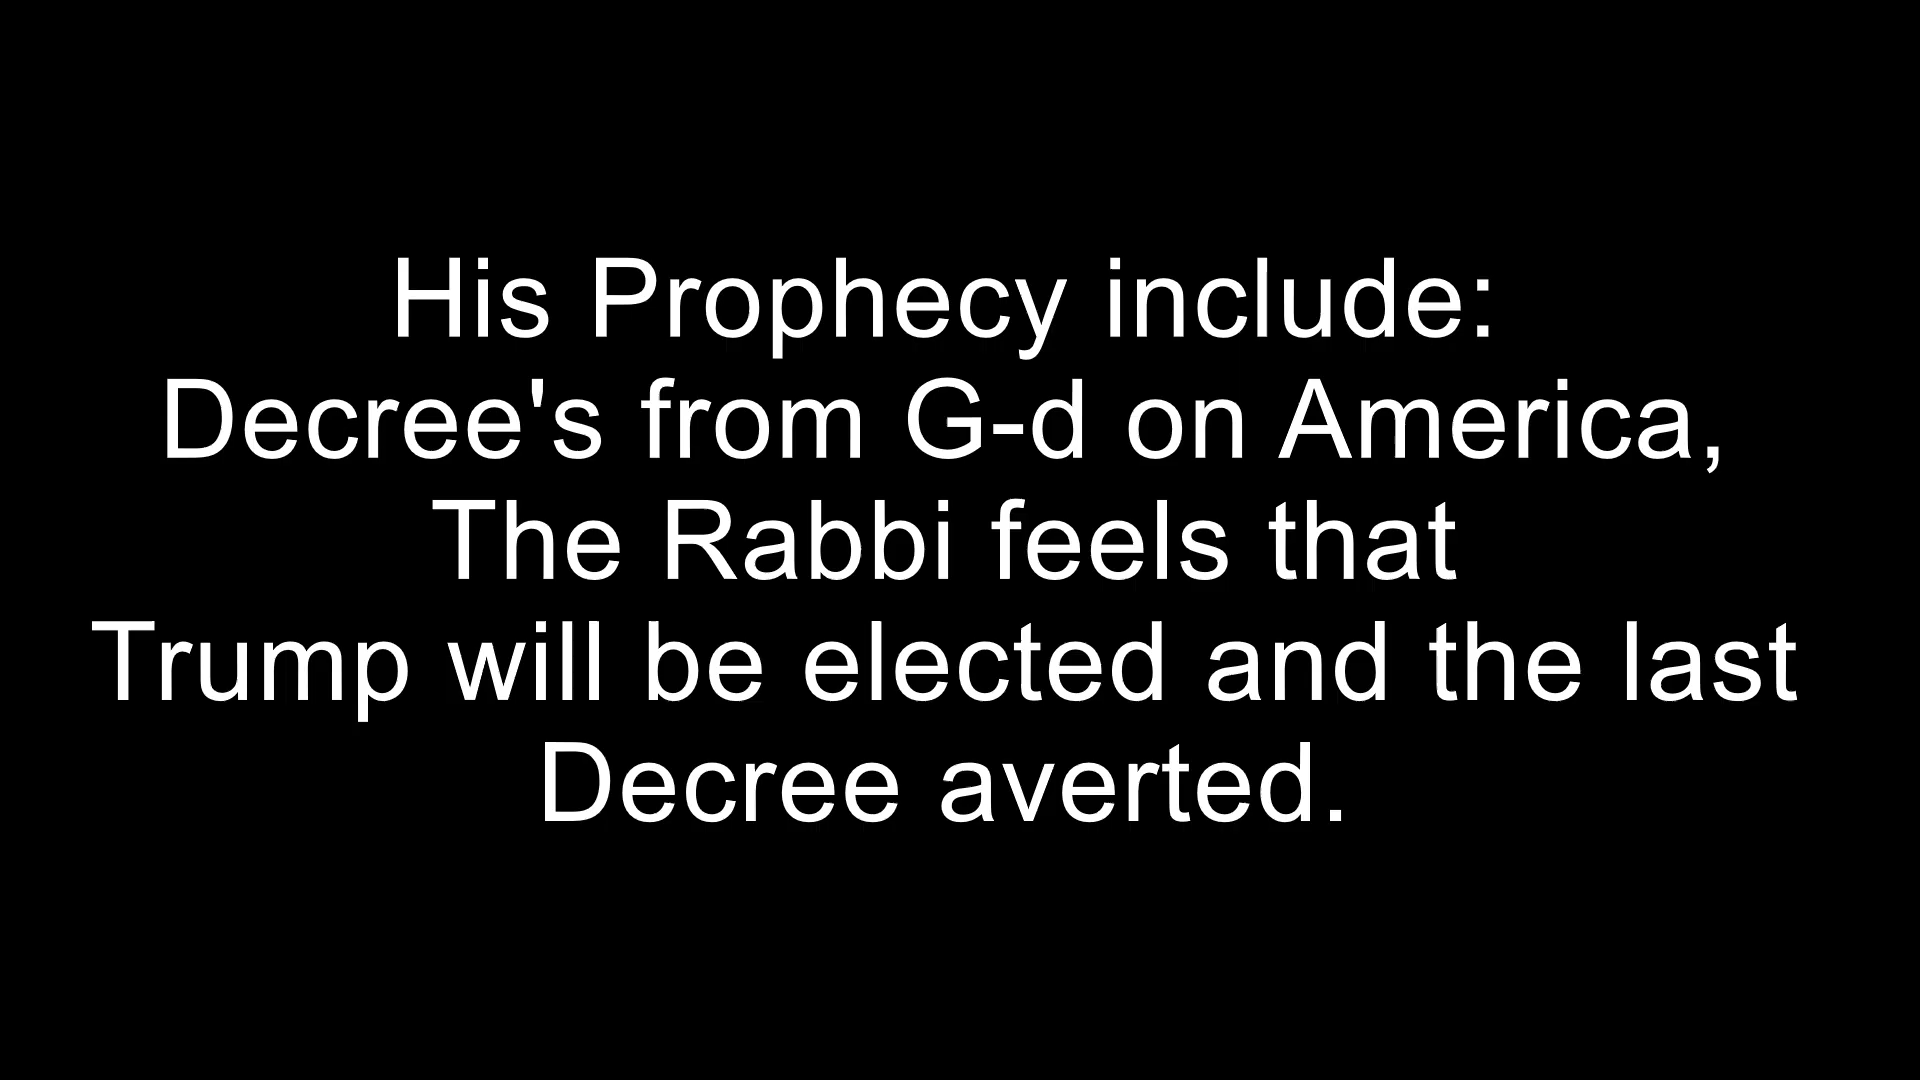 His Prophecy include:
Decree's from G-d on America,
The Rabbi feels that
Trump will be elected and the last
Decree averted.